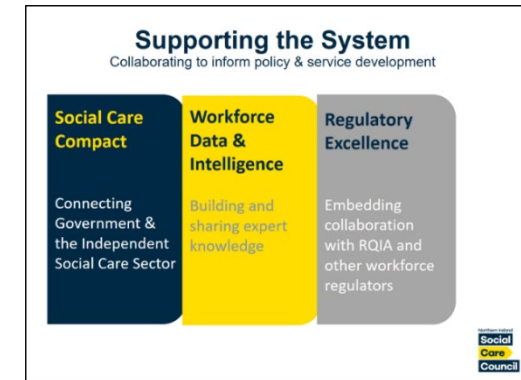 Supporting the System
Collaborating to inform policy & service development
Social Care
Compact
Connecting
Government &
the Independent
Social Care Sector
Workforce
Data &
Intelligence
Building and
sharing expert
knowledge
Regulatory
Excellence
Embedding
collaboration
with RQIA and
other workforce
regulators
Northern Ireland
Social
Care
Council